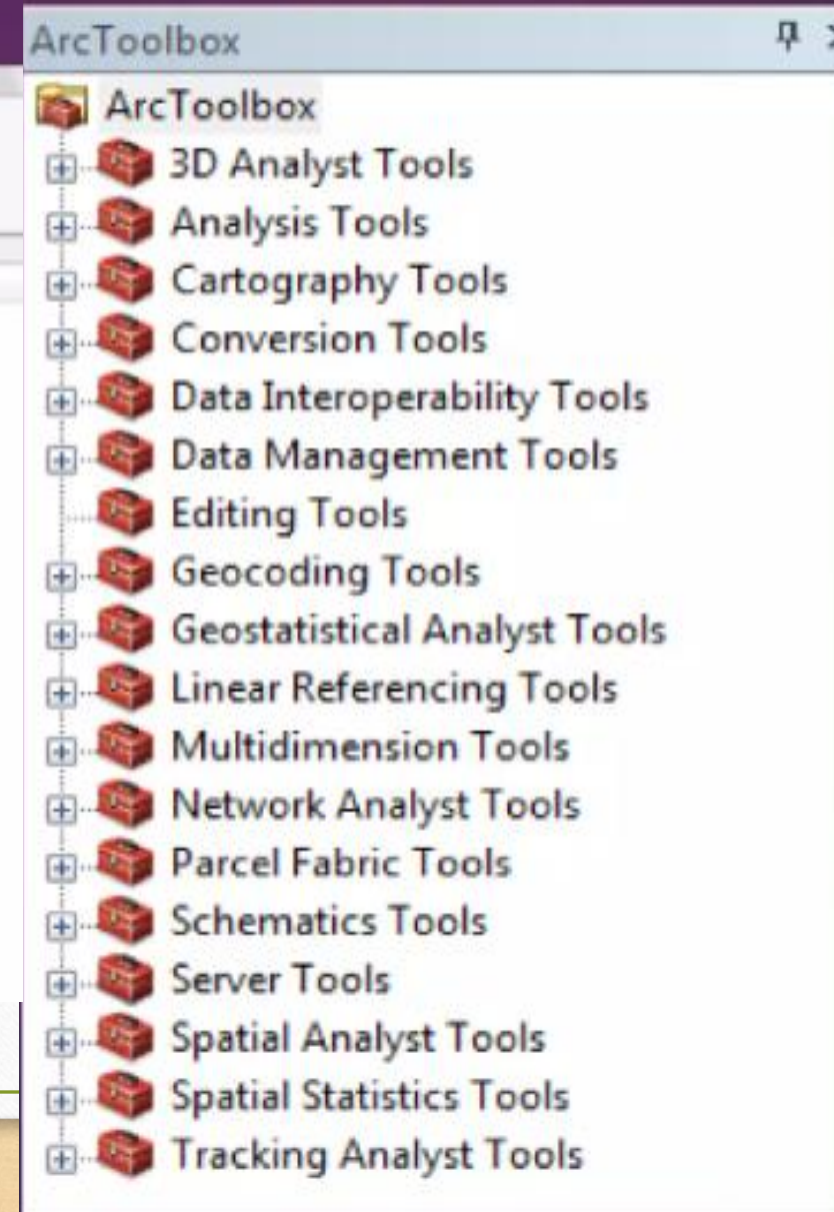 ArcToolbox
ArcToolbox
3D Analyst Tools
Analysis Tools
Cartography Tools
Conversion Tools
Data Interoperability Tools
Data Management Tools
Editing Tools
Geocoding Tools
Geostatistical Analyst Tools
Linear Referencing Tools
Multidimension Tools
Network Analyst Tools
Parcel Fabric Tools
Schematics Tools
Server Tools
Spatial Analyst Tools
Spatial Statistics Tools
Tracking Analyst Tools